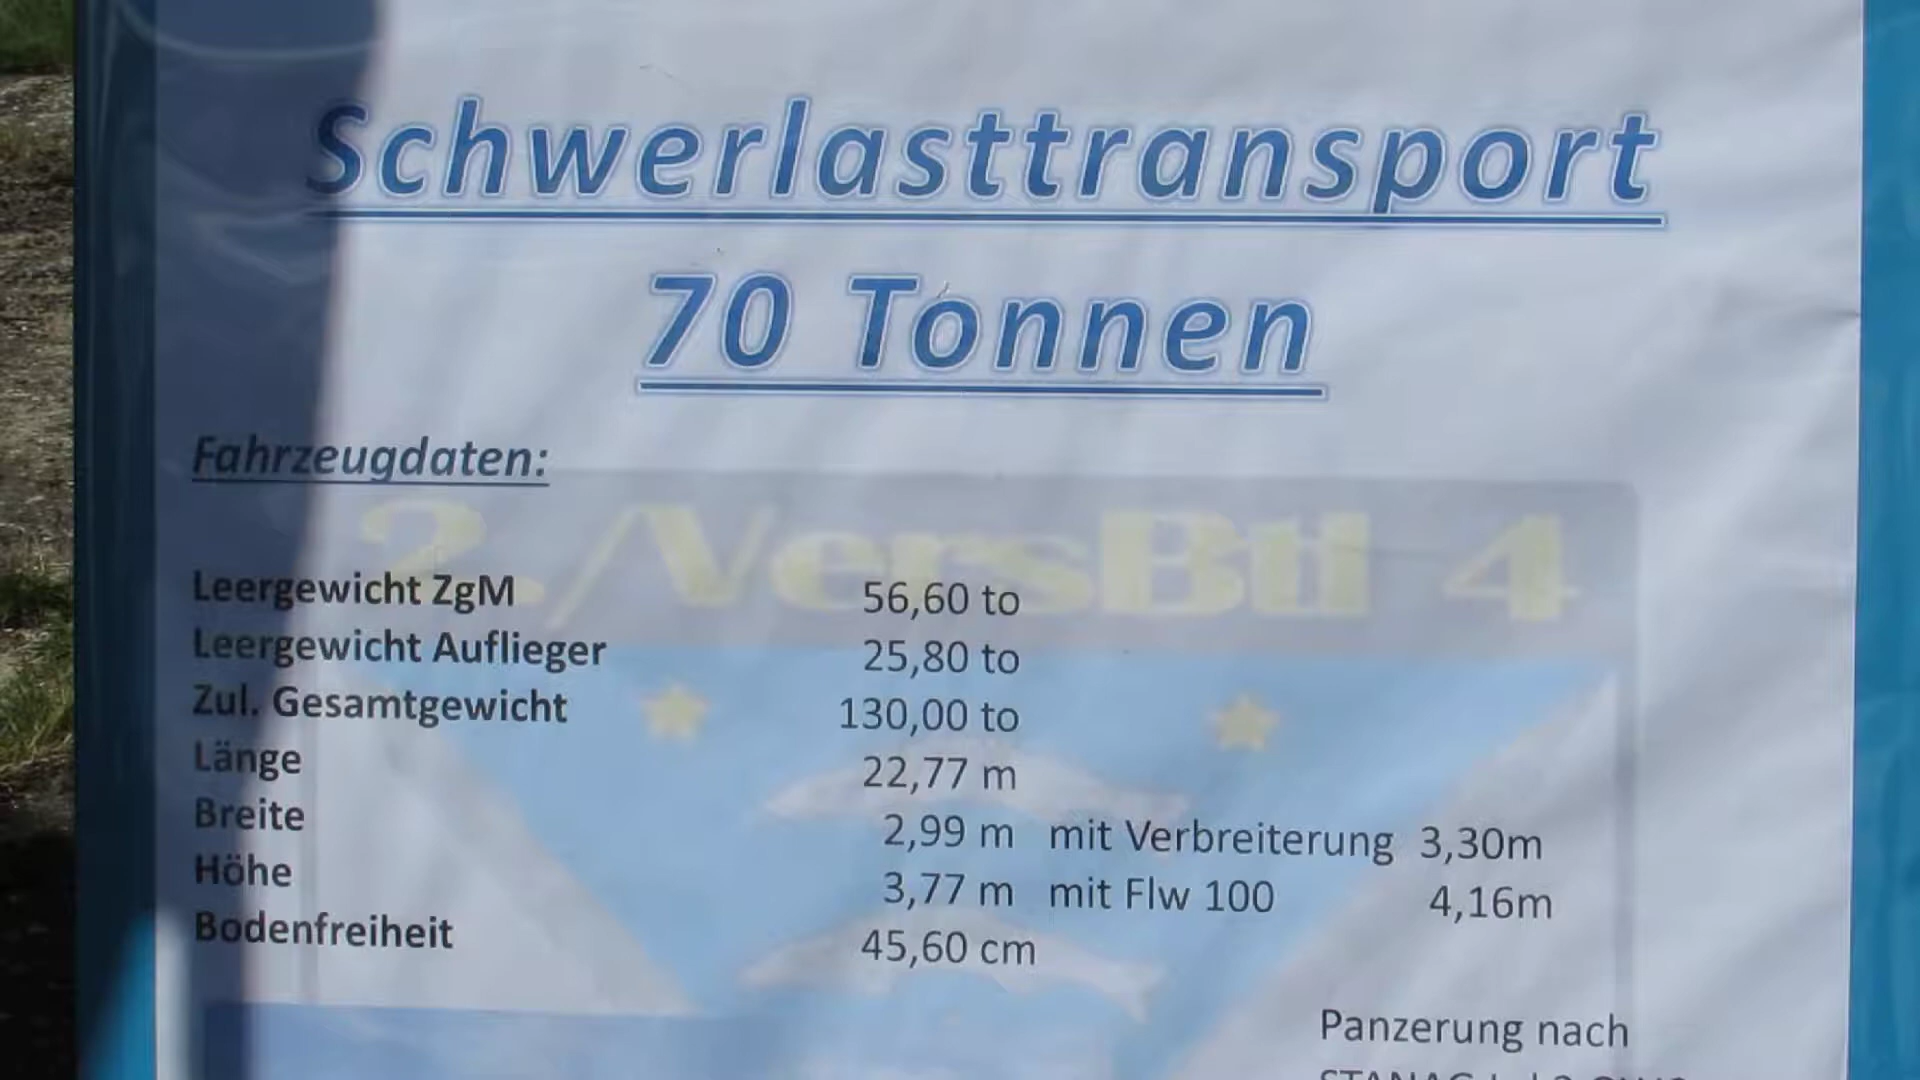 Schwerlasttransport
70 Tonnen
Fahrzeugdaten:
2./VersBtl 4
Leergewicht ZgM 56,60 to
Leergewicht Auflieger 25,80 to
Zul. Gesamtgewicht 130,00 to
Länge 22,77 m
Breite 2,99 m mit Verbreiterung 3,30m
Höhe 3,77 m mit Flw 100 4,16m
Bodenfreiheit 45,60 cm
Panzerung nach
STANAG